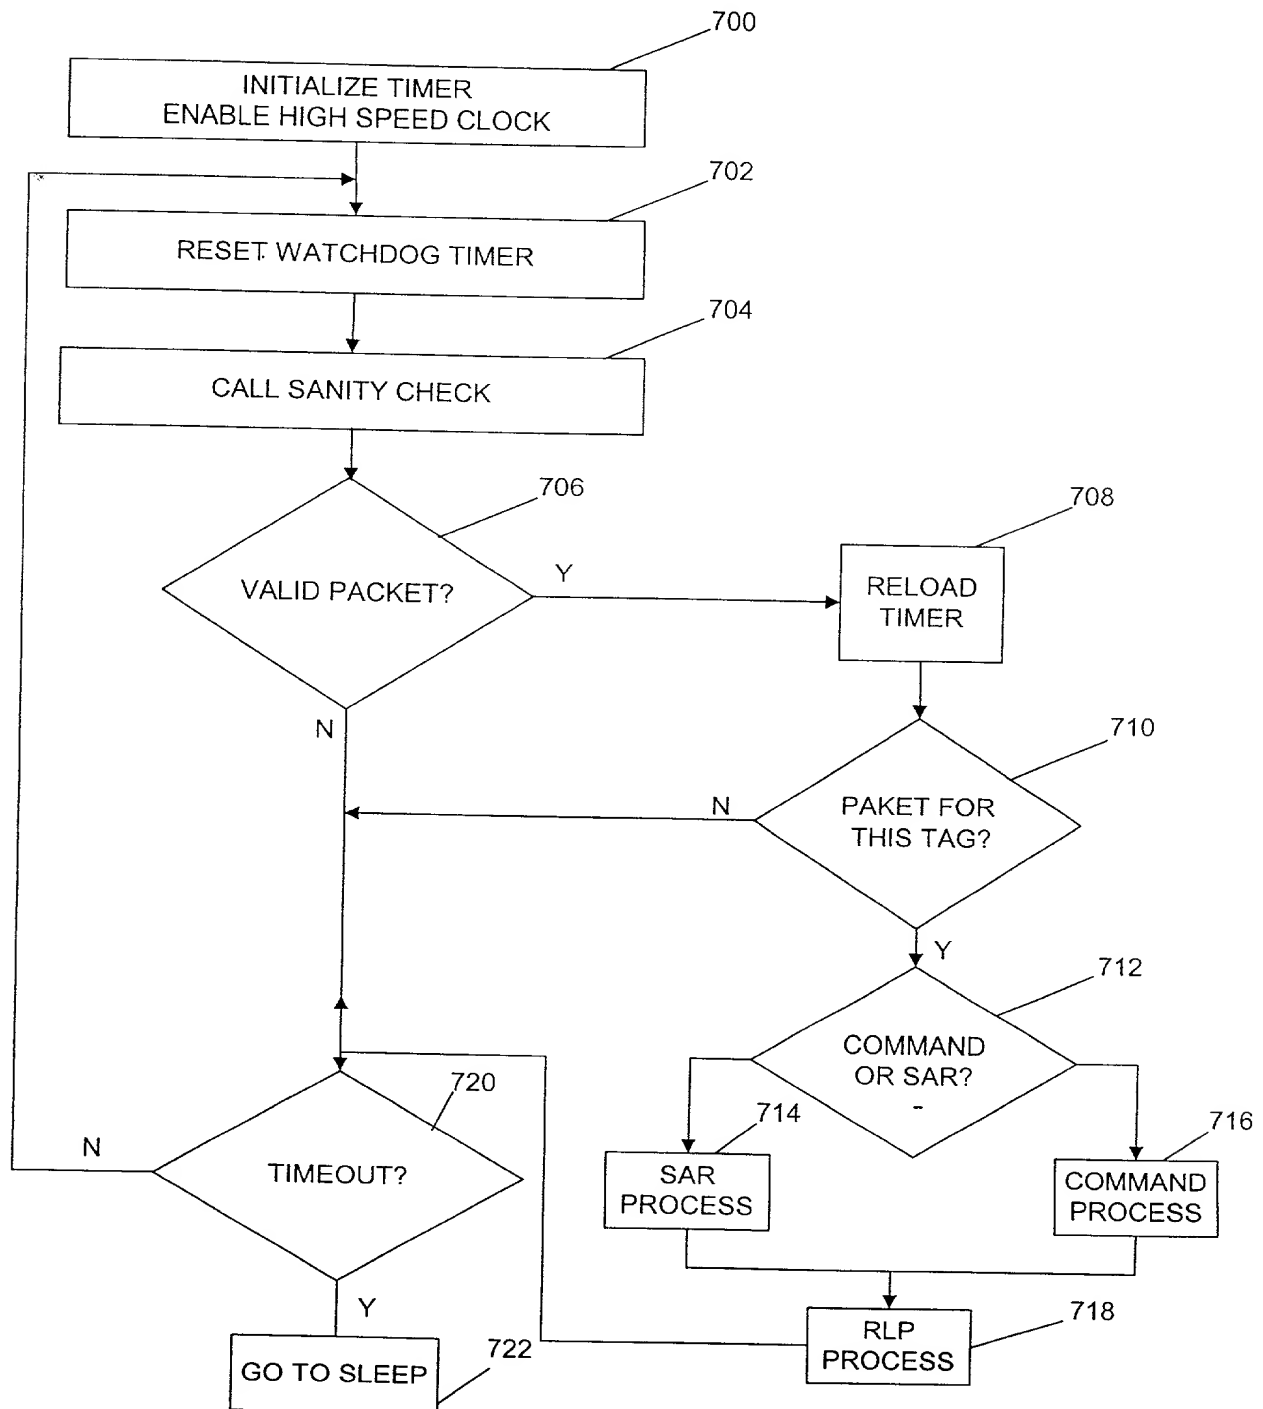 700
INITIALIZE TIMER
ENABLE HIGH SPEED CLOCK
702
RESET WATCHDOG TIMER
704
CALL SANITY CHECK
706
VALID PACKET?
Y
N
708
RELOAD
TIMER
710
PAKET FOR
THIS TAG?
N
Y
712
COMMAND
OR SAR?
714
SAR
PROCESS
716
COMMAND
PROCESS
718
RLP
PROCESS
720
TIMEOUT?
N
Y
722
GO TO SLEEP